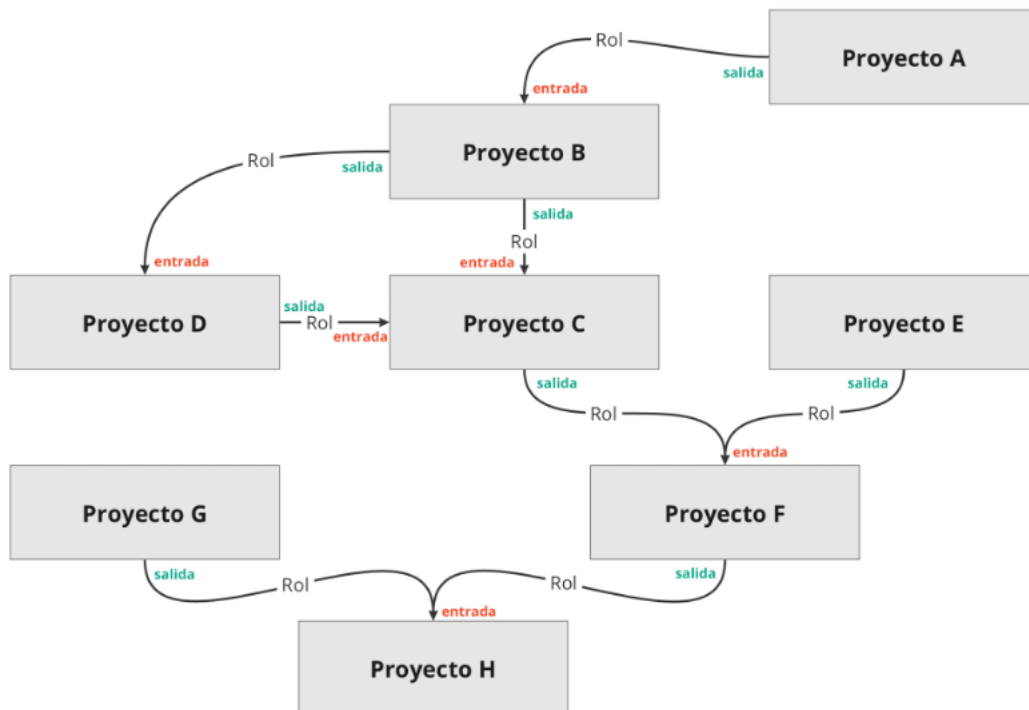 Rol
Proyecto A
salida
entrada
Proyecto B
Rol
salida
salida
Rol
entrada
entrada
Proyecto D
salida
Rol
entrada
Proyecto C
Proyecto E
salida
salida
Rol
Rol
entrada
Proyecto G
Proyecto F
salida
Rol
Rol
salida
entrada
Proyecto H